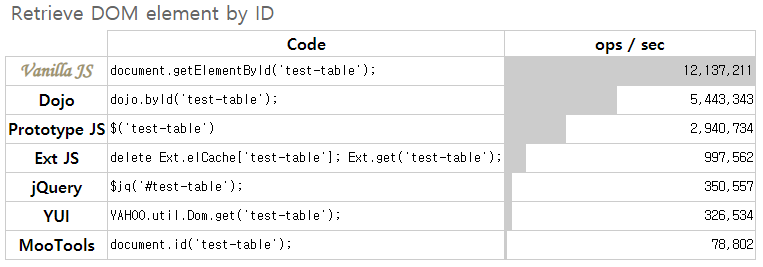 Retrieve DOM element by ID
Code ops / sec
Vanilla JS document.getElementById('test-table'); 12,137,211
Dojo dojo.byId('test-table'); 5,443,343
Prototype JS $('test-table') 2,940,734
Ext JS delete Ext.elCache['test-table']; Ext.get('test-table'); 997,562
jQuery $jq('#test-table'); 350,557
YUI YAHOO.util.Dom.get('test-table'); 326,534
MooTools document.id('test-table'); 78,802